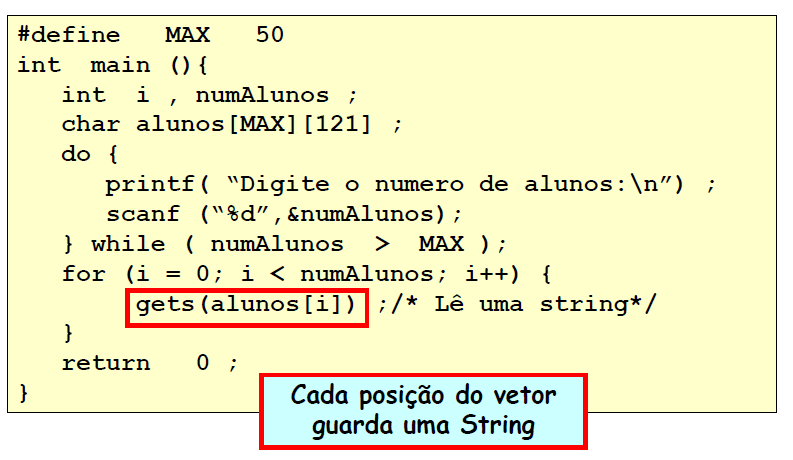 #define   MAX   50
int  main (){
   int  i , numAlunos ;
   char alunos[MAX][121] ;
   do {
      printf( “Digite o numero de alunos:\n”) ;
      scanf (“%d”,&numAlunos);
   } while ( numAlunos  >  MAX );
   for (i = 0; i < numAlunos; i++) {
        gets(alunos[i]) ;/* Lê uma string*/
   }
   return   0 ;
}
Cada posição do vetor
guarda uma String